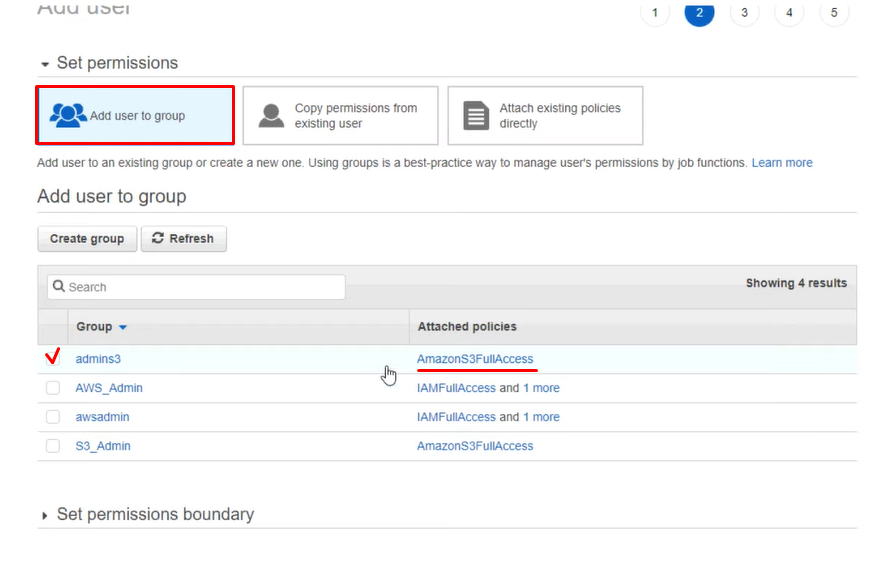 Add user
1 2 3 4 5
Set permissions
Add user to group
Copy permissions from
existing user
Attach existing policies
directly
Add user to an existing group or create a new one. Using groups is a best-practice way to manage user's permissions by job functions. Learn more
Add user to group
Create group Refresh
Search
Showing 4 results
Group Attached policies
admins3 AmazonS3FullAccess
AWS_Admin IAMFullAccess and 1 more
awsadmin IAMFullAccess and 1 more
S3_Admin AmazonS3FullAccess
Set permissions boundary